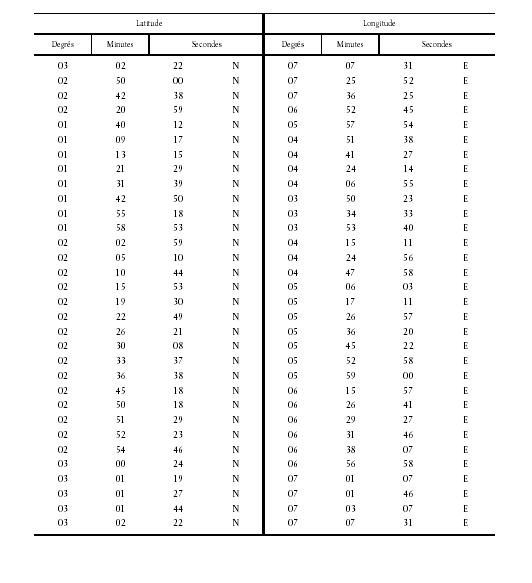 Latitude Longitude
Degrés Minutes Secondes Degrés Minutes Secondes
03 02 22 N 07 07 31 E
02 50 00 N 07 25 52 E
02 42 38 N 07 36 25 E
02 20 59 N 06 52 45 E
01 40 12 N 05 57 54 E
01 09 17 N 04 51 38 E
01 13 15 N 04 41 27 E
01 21 29 N 04 24 14 E
01 31 39 N 04 06 55 E
01 42 50 N 03 50 23 E
01 55 18 N 03 34 33 E
01 58 53 N 03 53 40 E
02 02 59 N 04 15 11 E
02 05 10 N 04 24 56 E
02 10 44 N 04 47 58 E
02 15 53 N 05 06 03 E
02 19 30 N 05 17 11 E
02 22 49 N 05 26 57 E
02 26 21 N 05 36 20 E
02 30 08 N 05 45 22 E
02 33 37 N 05 52 58 E
02 36 38 N 05 59 00 E
02 45 18 N 06 15 57 E
02 50 18 N 06 26 41 E
02 51 29 N 06 29 27 E
02 52 23 N 06 31 46 E
02 54 46 N 06 38 07 E
03 00 24 N 06 56 58 E
03 01 19 N 07 01 07 E
03 01 27 N 07 01 46 E
03 01 44 N 07 03 07 E
03 02 22 N 07 07 31 E